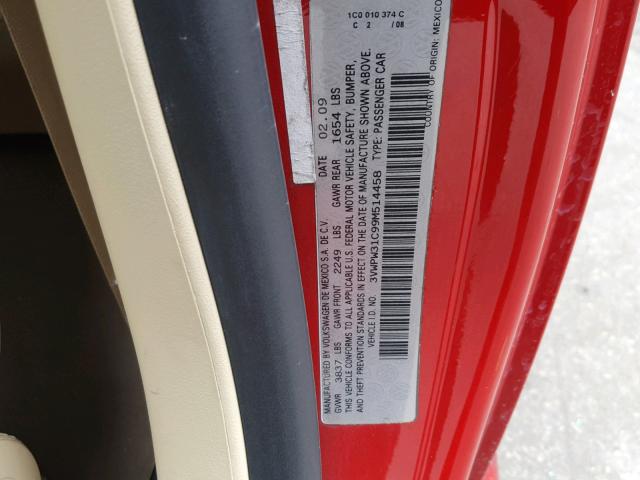 1C0 010 374 C
C 2 /08
MANUFACTURED BY VOLKSWAGEN DE MEXICO S.A. DE C.V. DATE 02.09
GVWR 3837 LBS GAWR FRONT 2249 LBS GAWR REAR 1654 LBS
THIS VEHICLE CONFORMS TO ALL APPLICABLE U.S. FEDERAL MOTOR VEHICLE SAFETY, BUMPER,
AND THEFT PREVENTION STANDARDS IN EFFECT ON THE DATE OF MANUFACTURE SHOWN ABOVE.
VEHICLE I.D. NO. 3VWPW31C99M514458 TYPE: PASSENGER CAR
COUNTRY OF ORIGIN: MEXICO